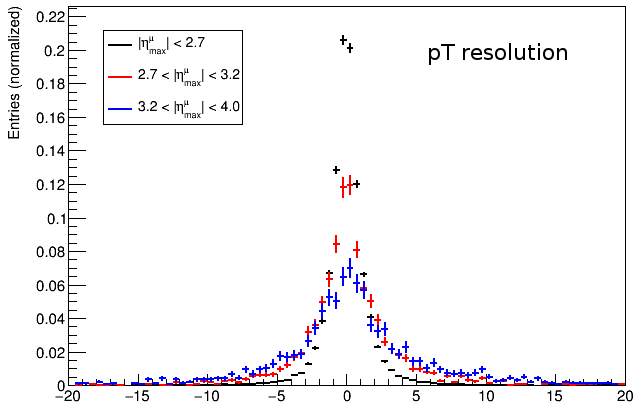 0.22
0.2
0.18
0.16
0.14
0.12
0.1
0.08
0.06
0.04
0.02
0
Entries (normalized)
|η^μ_max| < 2.7
2.7 < |η^μ_max| < 3.2
3.2 < |η^μ_max| < 4.0
pT resolution
−20 −15 −10 −5 0 5 10 15 20